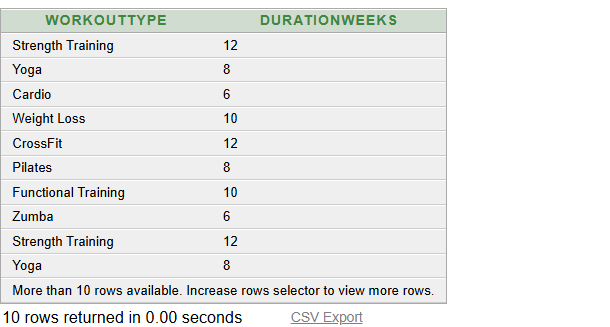 WORKOUTTYPE DURATIONWEEKS
Strength Training 12
Yoga 8
Cardio 6
Weight Loss 10
CrossFit 12
Pilates 8
Functional Training 10
Zumba 6
Strength Training 12
Yoga 8
More than 10 rows available. Increase rows selector to view more rows.
10 rows returned in 0.00 seconds CSV Export